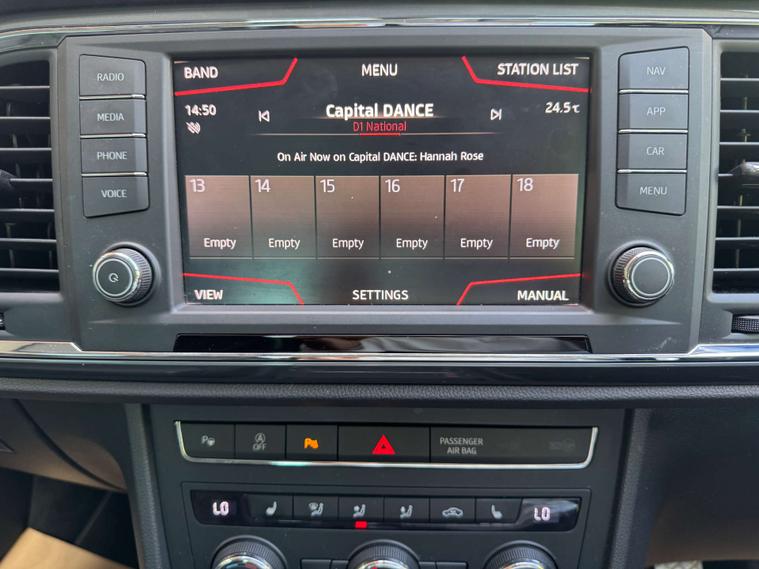 RADIO
MEDIA
PHONE
VOICE
BAND
MENU
STATION LIST
14:50
Capital DANCE
24.5℃
D1 National
On Air Now on Capital DANCE: Hannah Rose
13 14 15 16 17 18
Empty Empty Empty Empty Empty Empty
VIEW
SETTINGS
MANUAL
NAV
APP
CAR
MENU
P
A
OFF
PASSENGER
AIR BAG
LO
LO